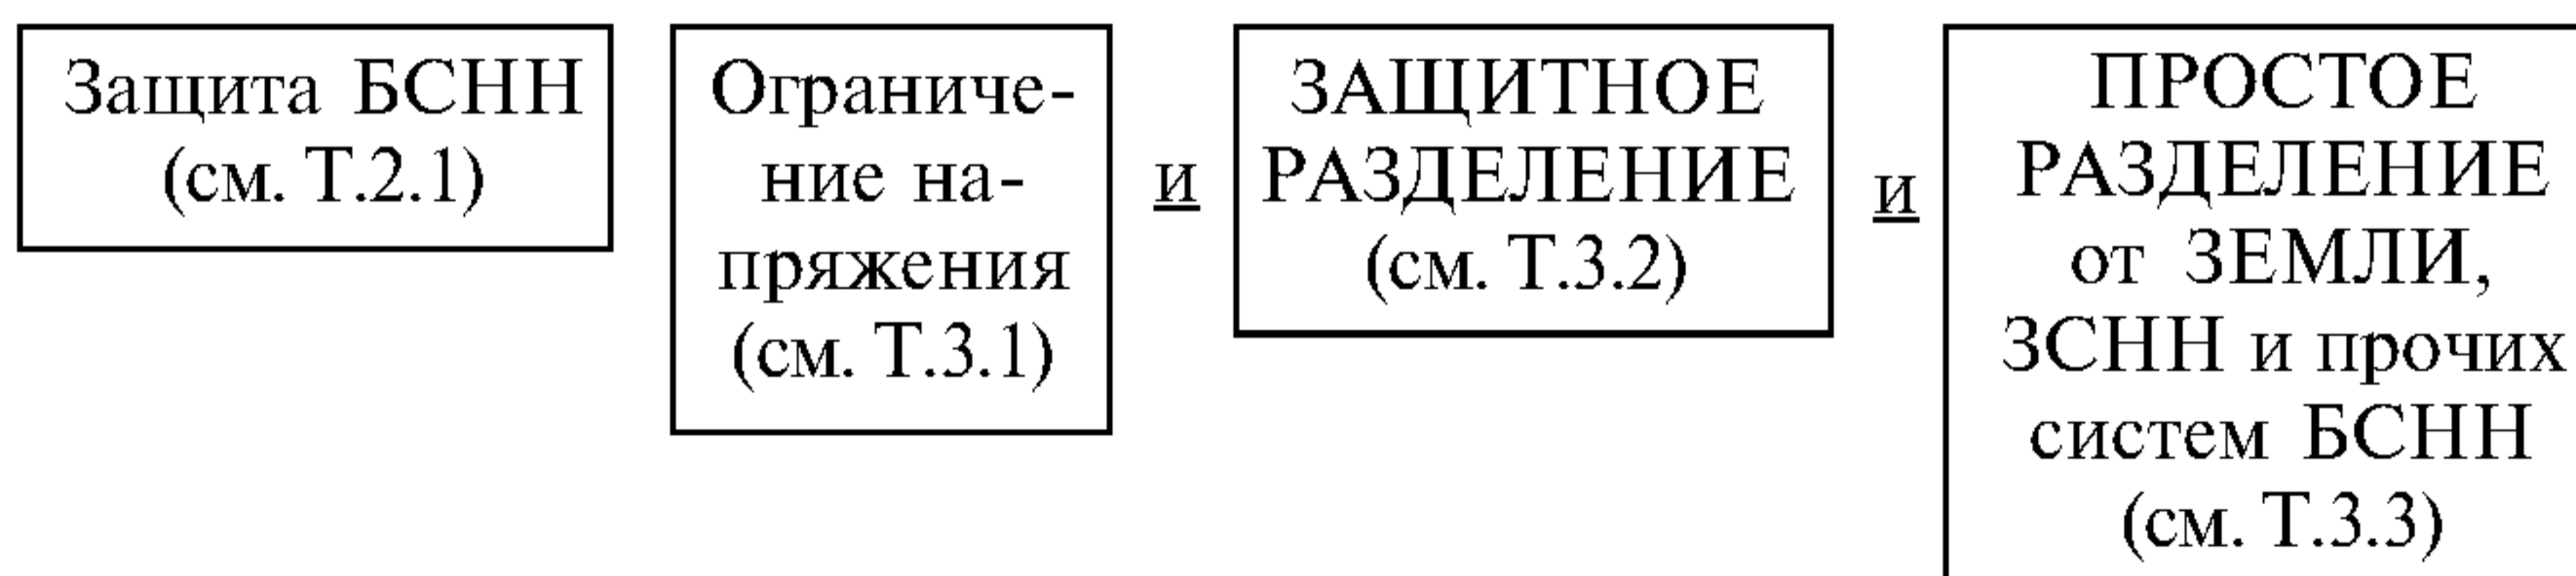 Защита БСНН
(см. Т.2.1)
Ограниче-
ние на-
пряжения
(см. Т.3.1)
и
ЗАЩИТНОЕ
РАЗДЕЛЕНИЕ
(см. Т.3.2)
и
ПРОСТОЕ
РАЗДЕЛЕНИЕ
от ЗЕМЛИ,
ЗСНН и прочих
систем БСНН
(см. Т.3.3)